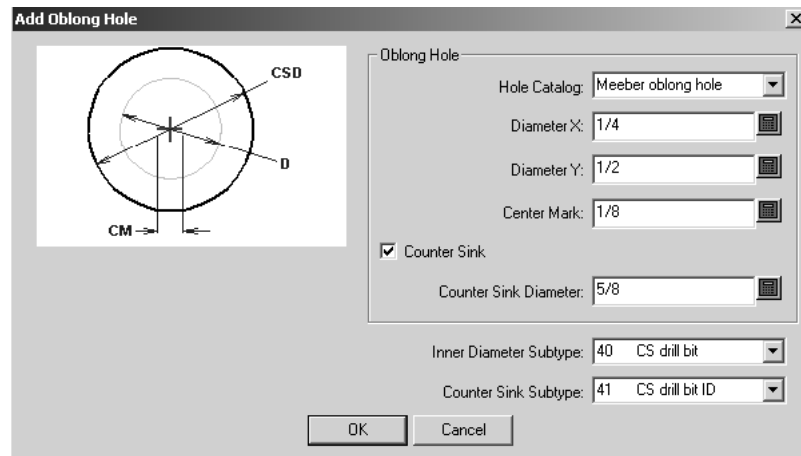 Add Oblong Hole
CSD
D
CM
Oblong Hole
Hole Catalog: Meeber oblong hole
Diameter X: 1/4
Diameter Y: 1/2
Center Mark: 1/8
Counter Sink
Counter Sink Diameter: 5/8
Inner Diameter Subtype: 40 CS drill bit
Counter Sink Subtype: 41 CS drill bit ID
OK
Cancel